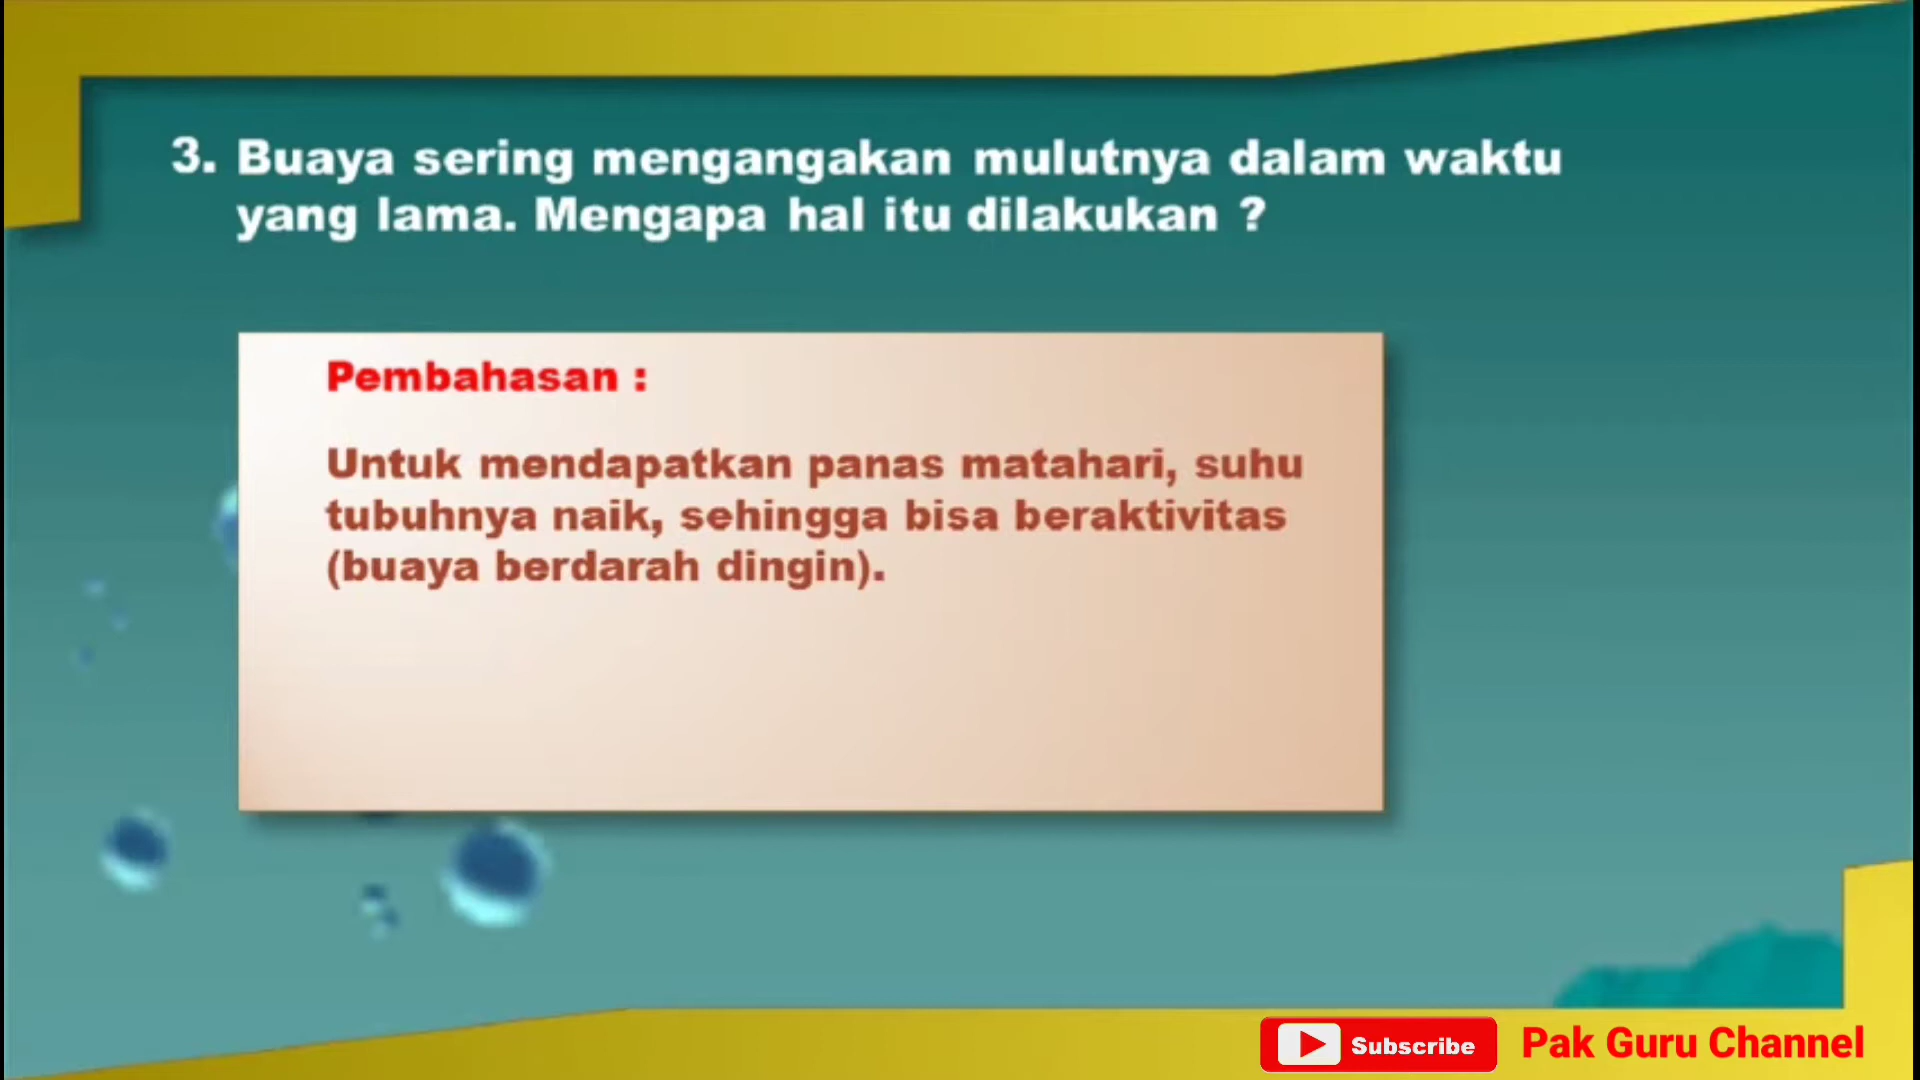 3. Buaya sering mengangakan mulutnya dalam waktu
yang lama. Mengapa hal itu dilakukan ?
Pembahasan :
Untuk mendapatkan panas matahari, suhu
tubuhnya naik, sehingga bisa beraktivitas
(buaya berdarah dingin).
Subscribe Pak Guru Channel